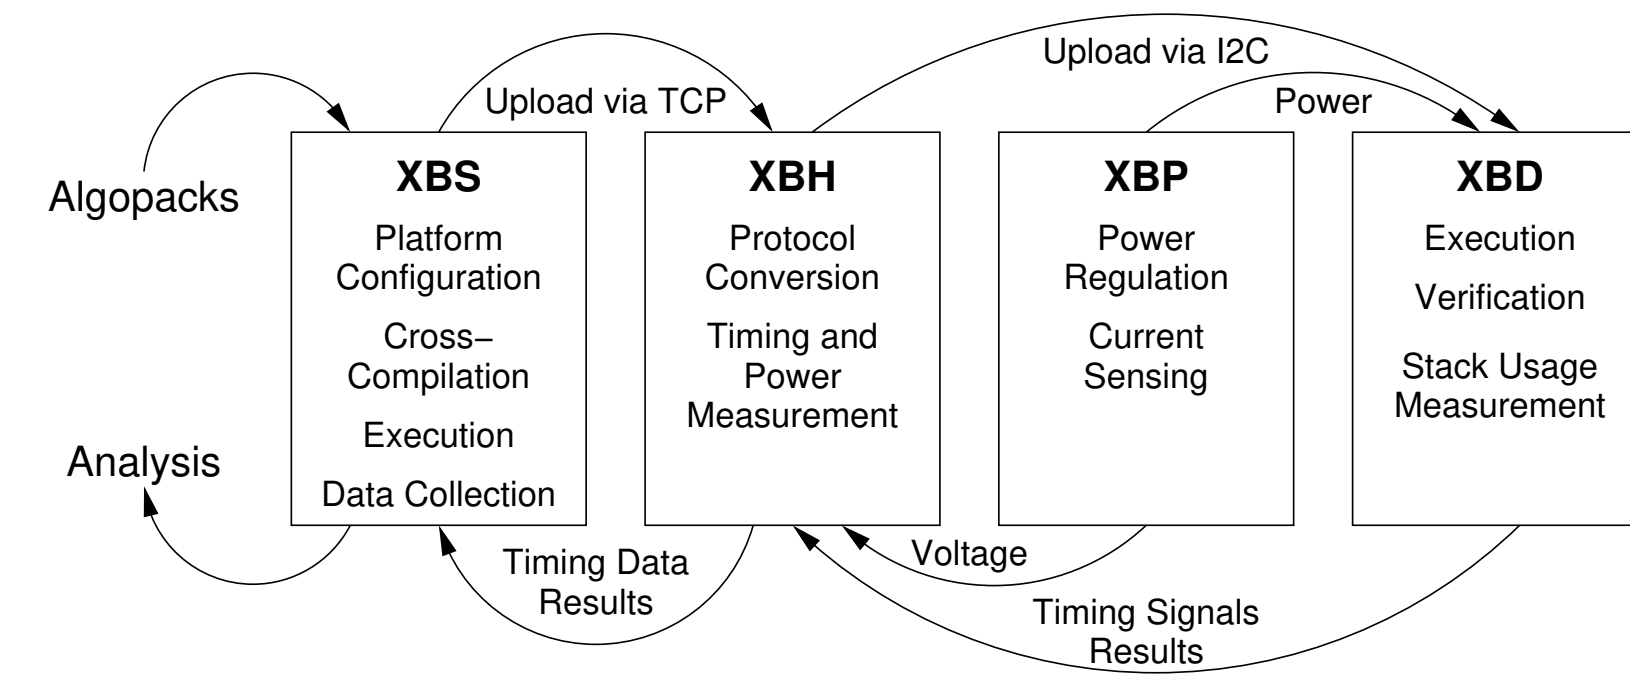 Upload via I2C
Upload via TCP
Power
Algopacks
Analysis
XBS
Platform
Configuration
Cross–
Compilation
Execution
Data Collection
XBH
Protocol
Conversion
Timing and
Power
Measurement
XBP
Power
Regulation
Current
Sensing
XBD
Execution
Verification
Stack Usage
Measurement
Timing Data
Results
Voltage
Timing Signals
Results